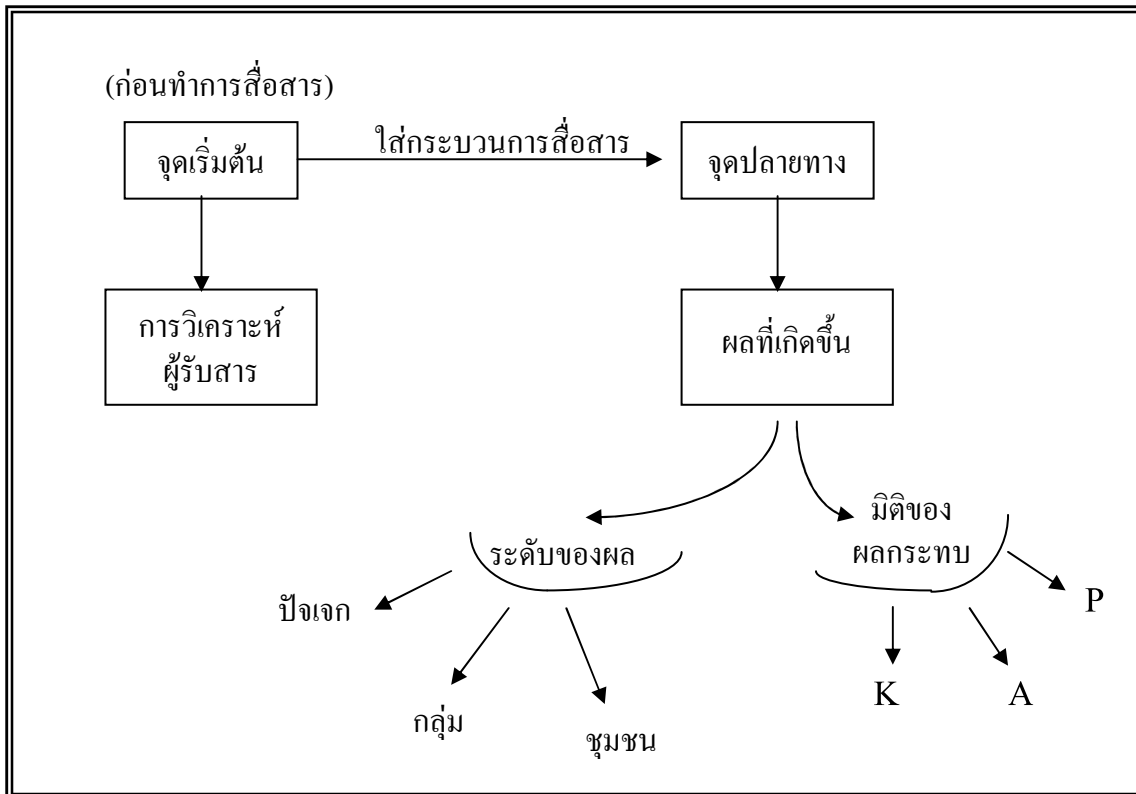 (ก่อนทำการสื่อสาร)
ใส่กระบวนการสื่อสาร
จุดเริ่มต้น
จุดปลายทาง
การวิเคราะห์
ผู้รับสาร
ผลที่เกิดขึ้น
มิติของ
ผลกระทบ
ระดับของผล
ปัจเจก
กลุ่ม
ชุมชน
K
A
P